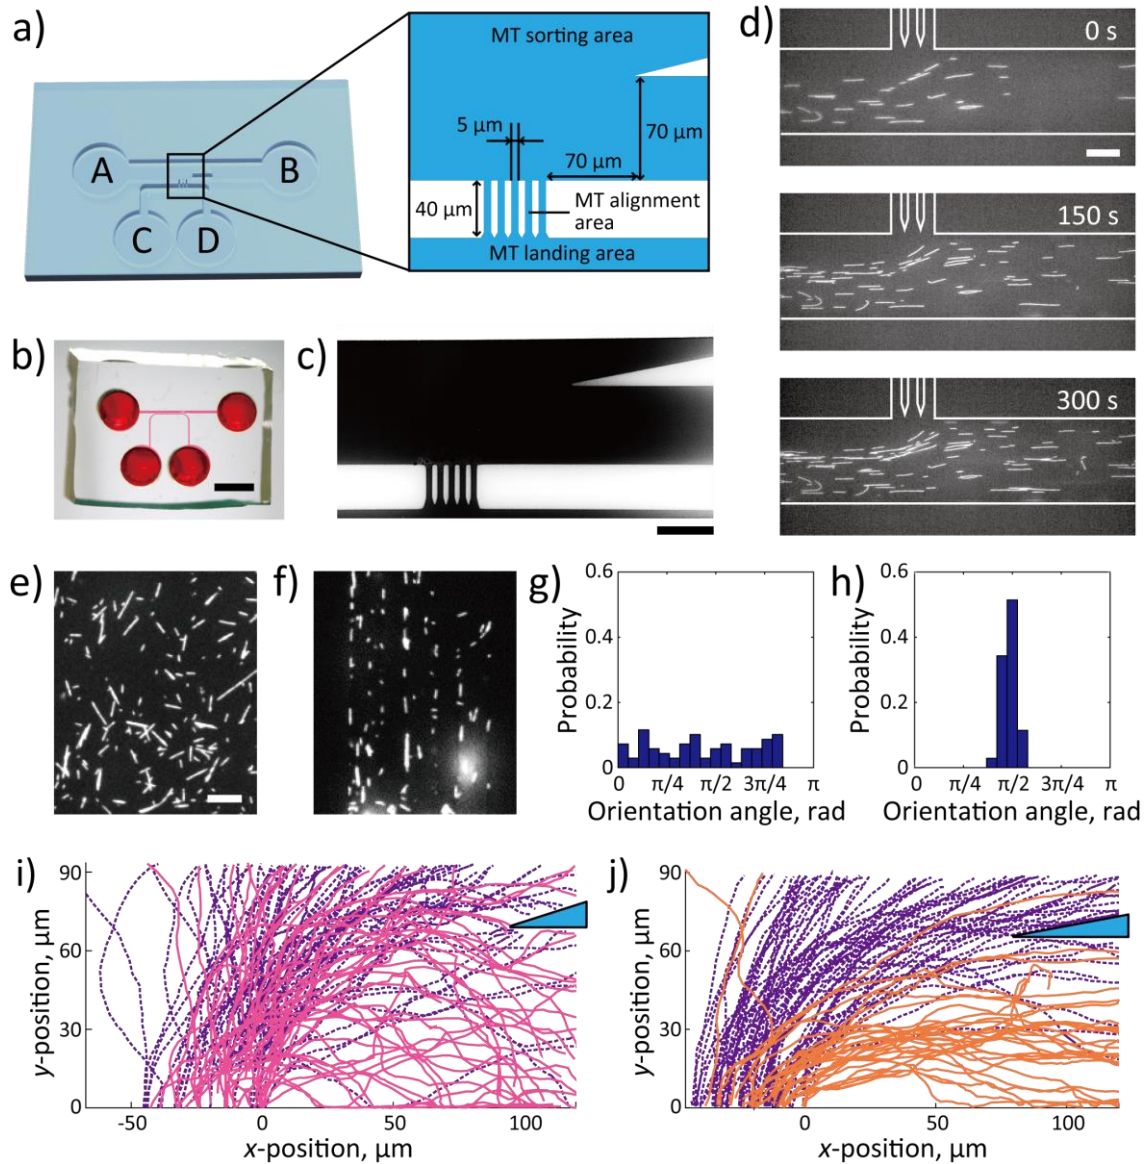 a)
A
B
C
D
MT sorting area
5 µm
70 µm
70 µm
40 µm
MT alignment
area
MT landing area
b)
c)
d)
0 s
150 s
300 s
e)
f)
g)
0.6
0.4
0.2
0
Probability
0
π/4
π/2
3π/4
π
Orientation angle, rad
h)
0.6
0.4
0.2
0
Probability
0
π/4
π/2
3π/4
π
Orientation angle, rad
i)
90
60
30
0
y-position, µm
-50
0
50
100
x-position, µm
j)
90
60
30
0
y-position, µm
0
50
100
x-position, µm